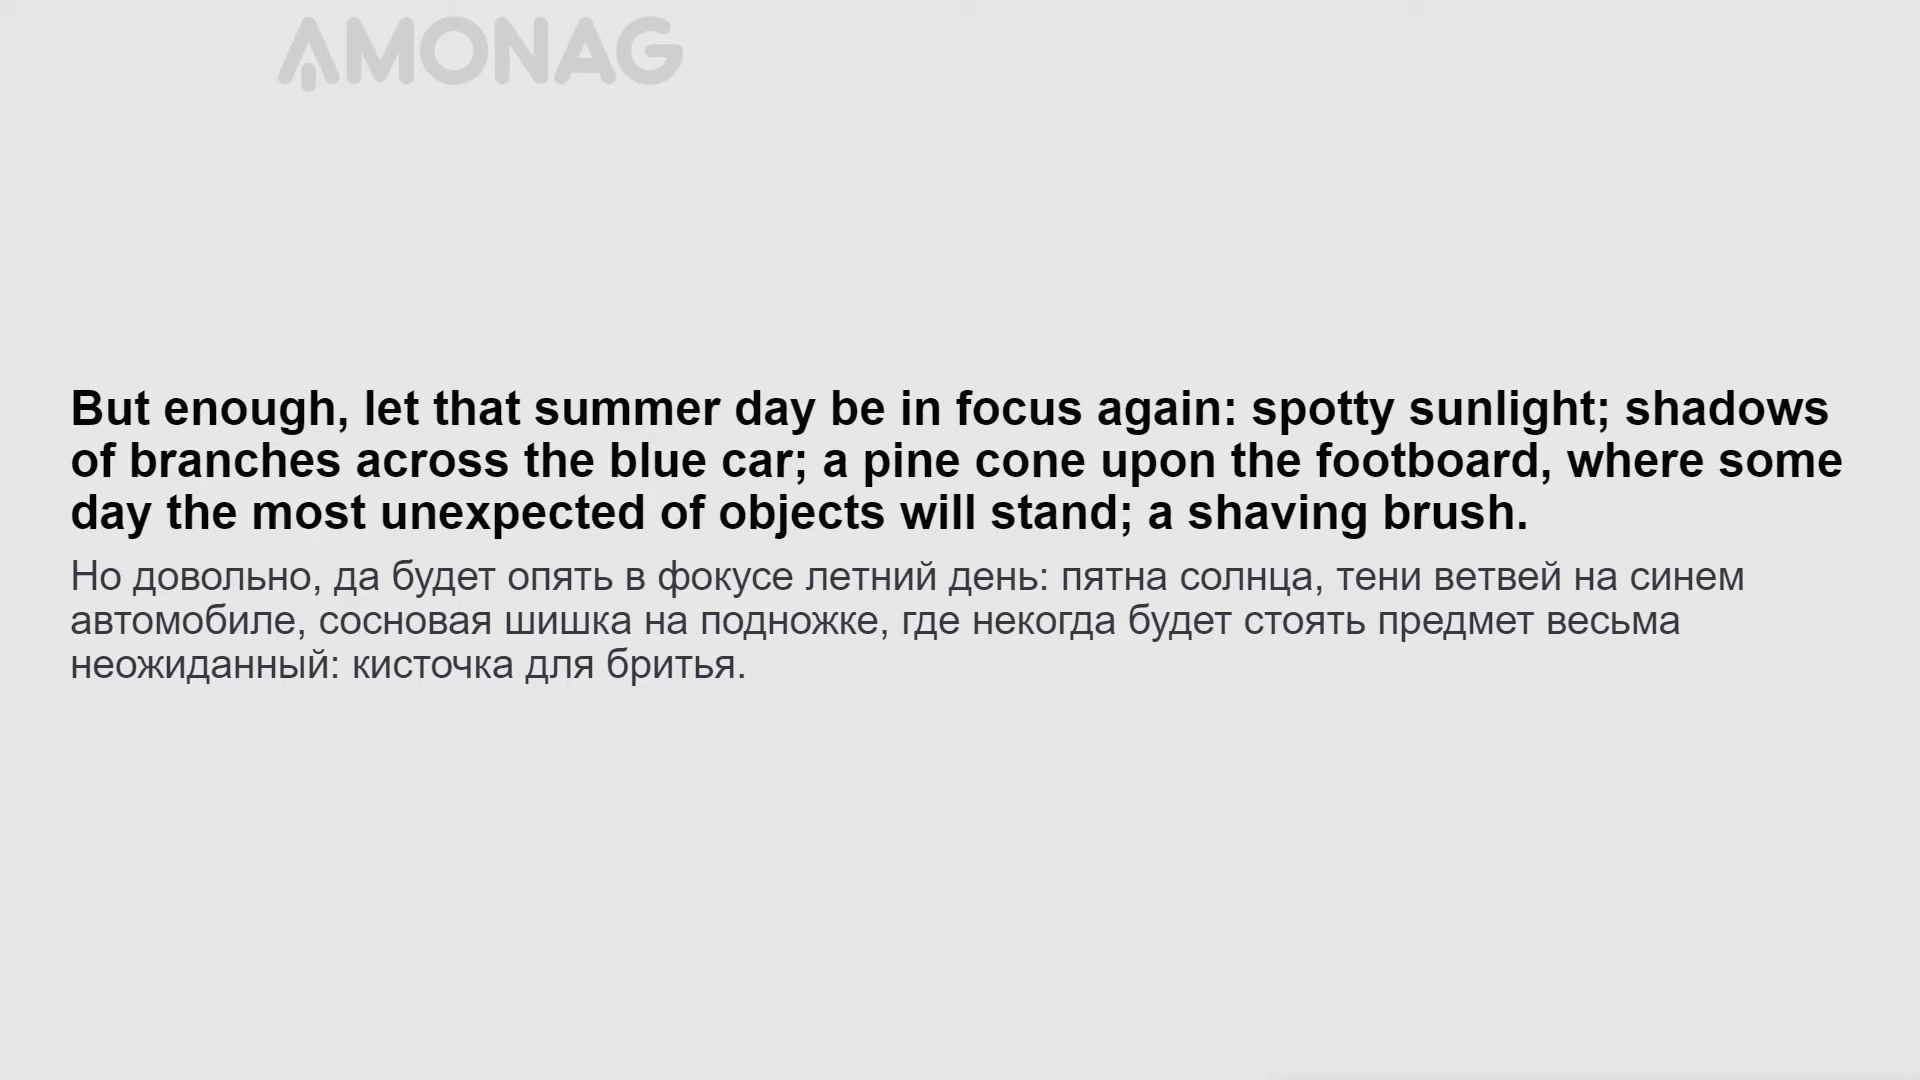 AMONAG
But enough, let that summer day be in focus again: spotty sunlight; shadows
of branches across the blue car; a pine cone upon the footboard, where some
day the most unexpected of objects will stand; a shaving brush.
Но довольно, да будет опять в фокусе летний день: пятна солнца, тени ветвей на синем
автомобиле, сосновая шишка на подножке, где некогда будет стоять предмет весьма
неожиданный: кисточка для бритья.